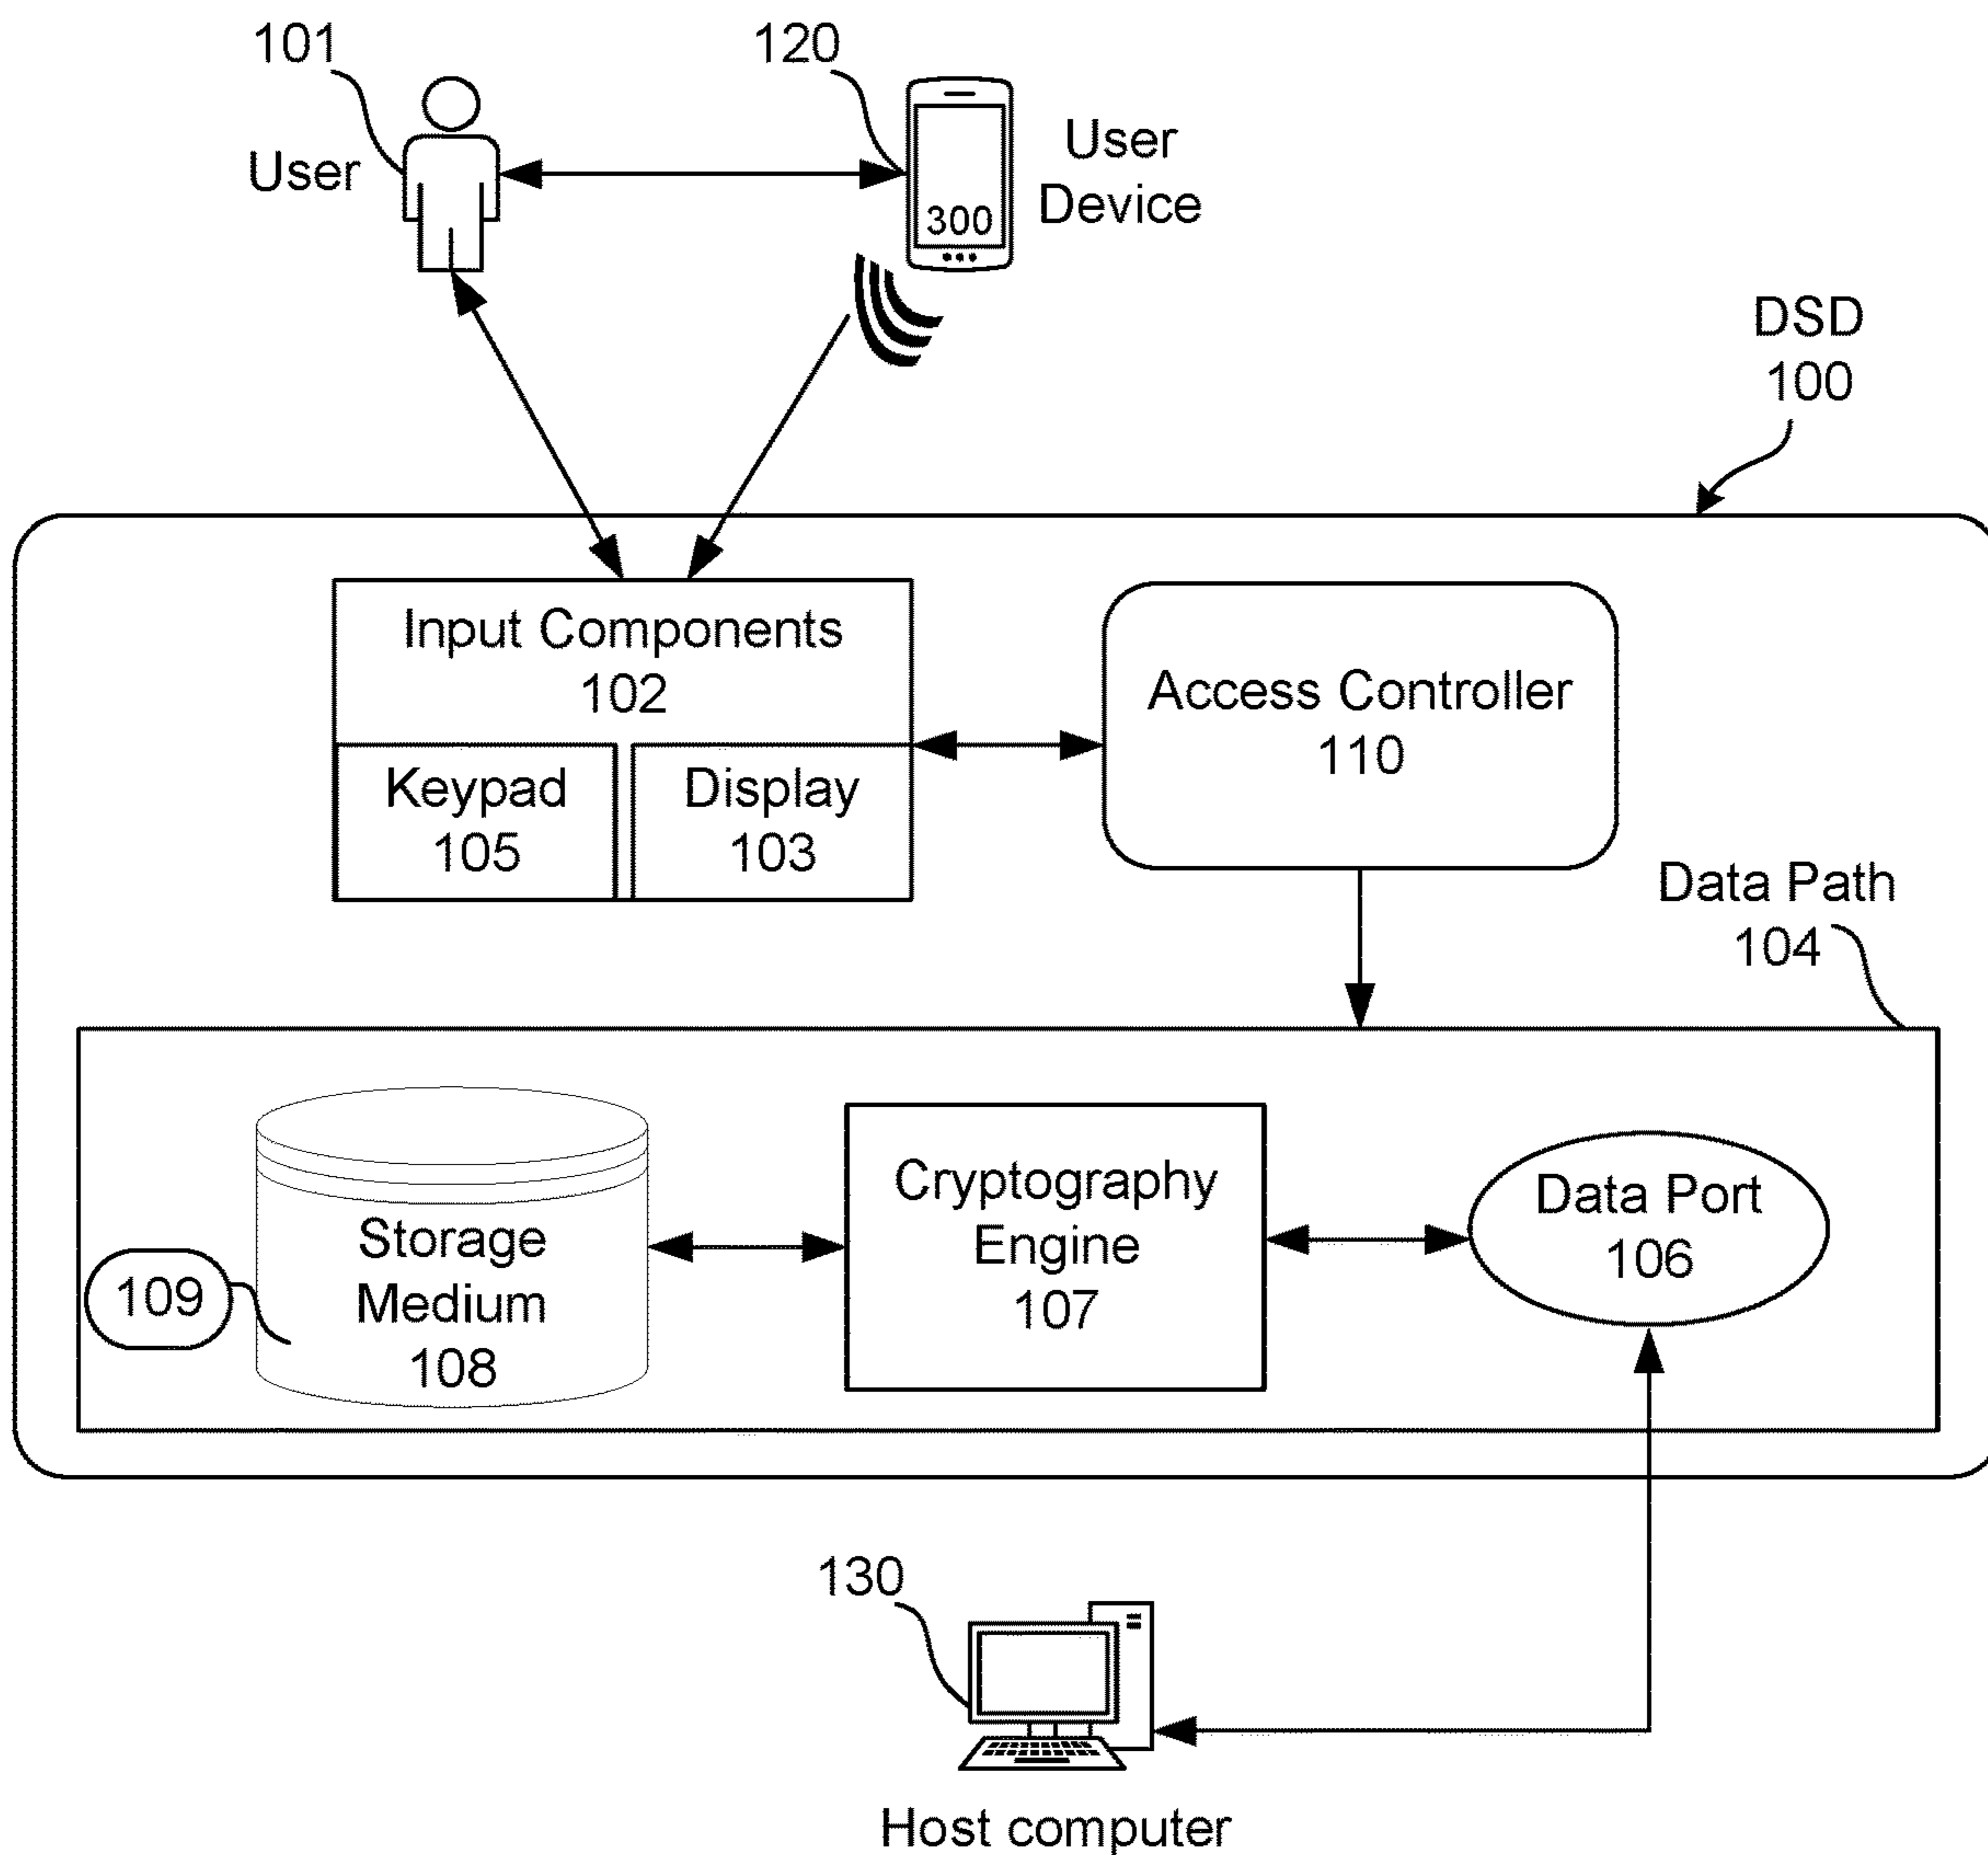 101
120
User
User
Device
300
DSD
100
Input Components
102
Keypad
105
Display
103
Access Controller
110
Data Path
104
Storage
Medium
108
109
Cryptography
Engine
107
Data Port
106
130
Host computer